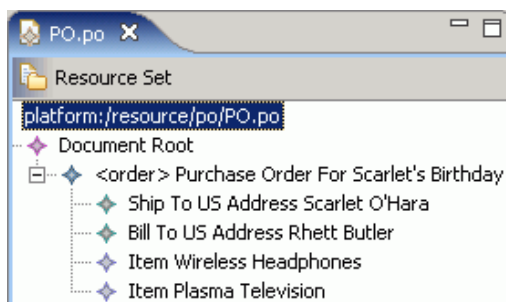 PO.po
Resource Set
platform:/resource/po/PO.po
Document Root
<order> Purchase Order For Scarlet's Birthday
Ship To US Address Scarlet O'Hara
Bill To US Address Rhett Butler
Item Wireless Headphones
Item Plasma Television